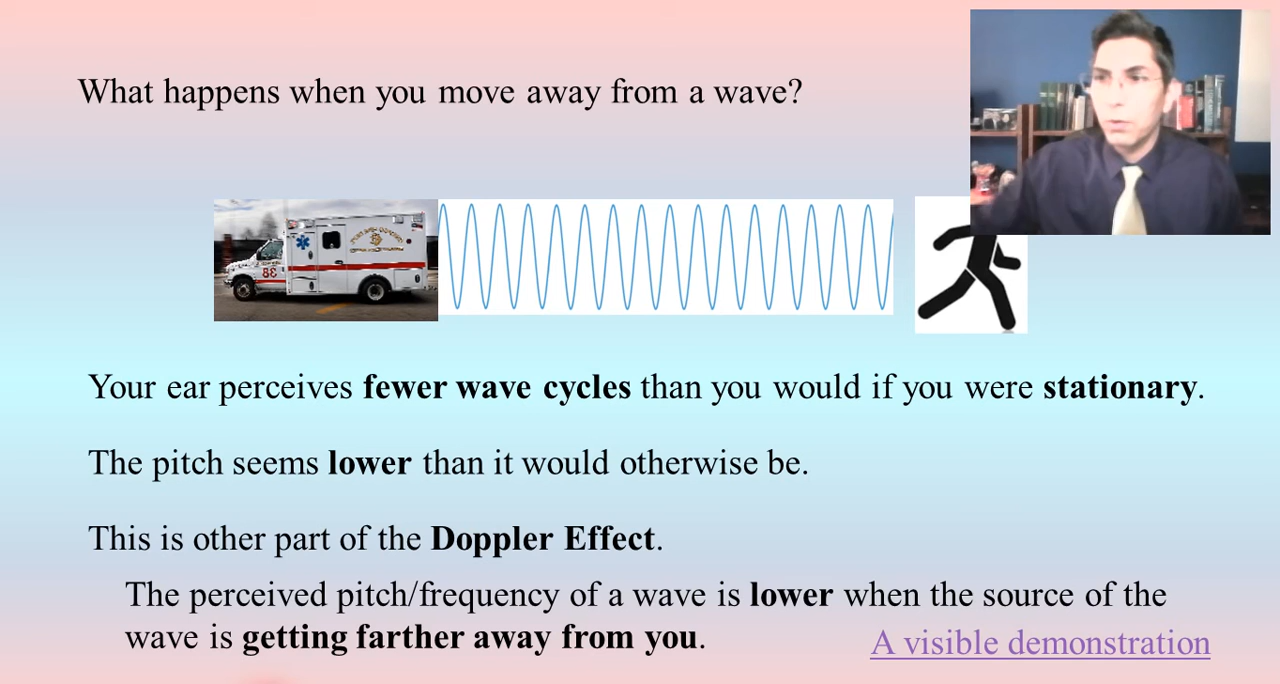 What happens when you move away from a wave?
88
Your ear perceives fewer wave cycles than you would if you were stationary.
The pitch seems lower than it would otherwise be.
This is other part of the Doppler Effect.
The perceived pitch/frequency of a wave is lower when the source of the
wave is getting farther away from you.
A visible demonstration